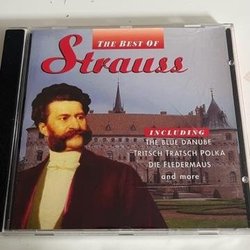 THE BEST OF
Strauss
INCLUDING
THE BLUE DANUBE
TRITSCH TRATSCH POLKA
DIE FLEDERMAUS
and more